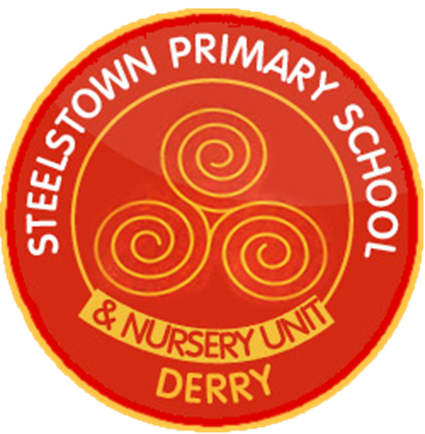 STEELSTOWN PRIMARY SCHOOL
& NURSERY UNIT
DERRY